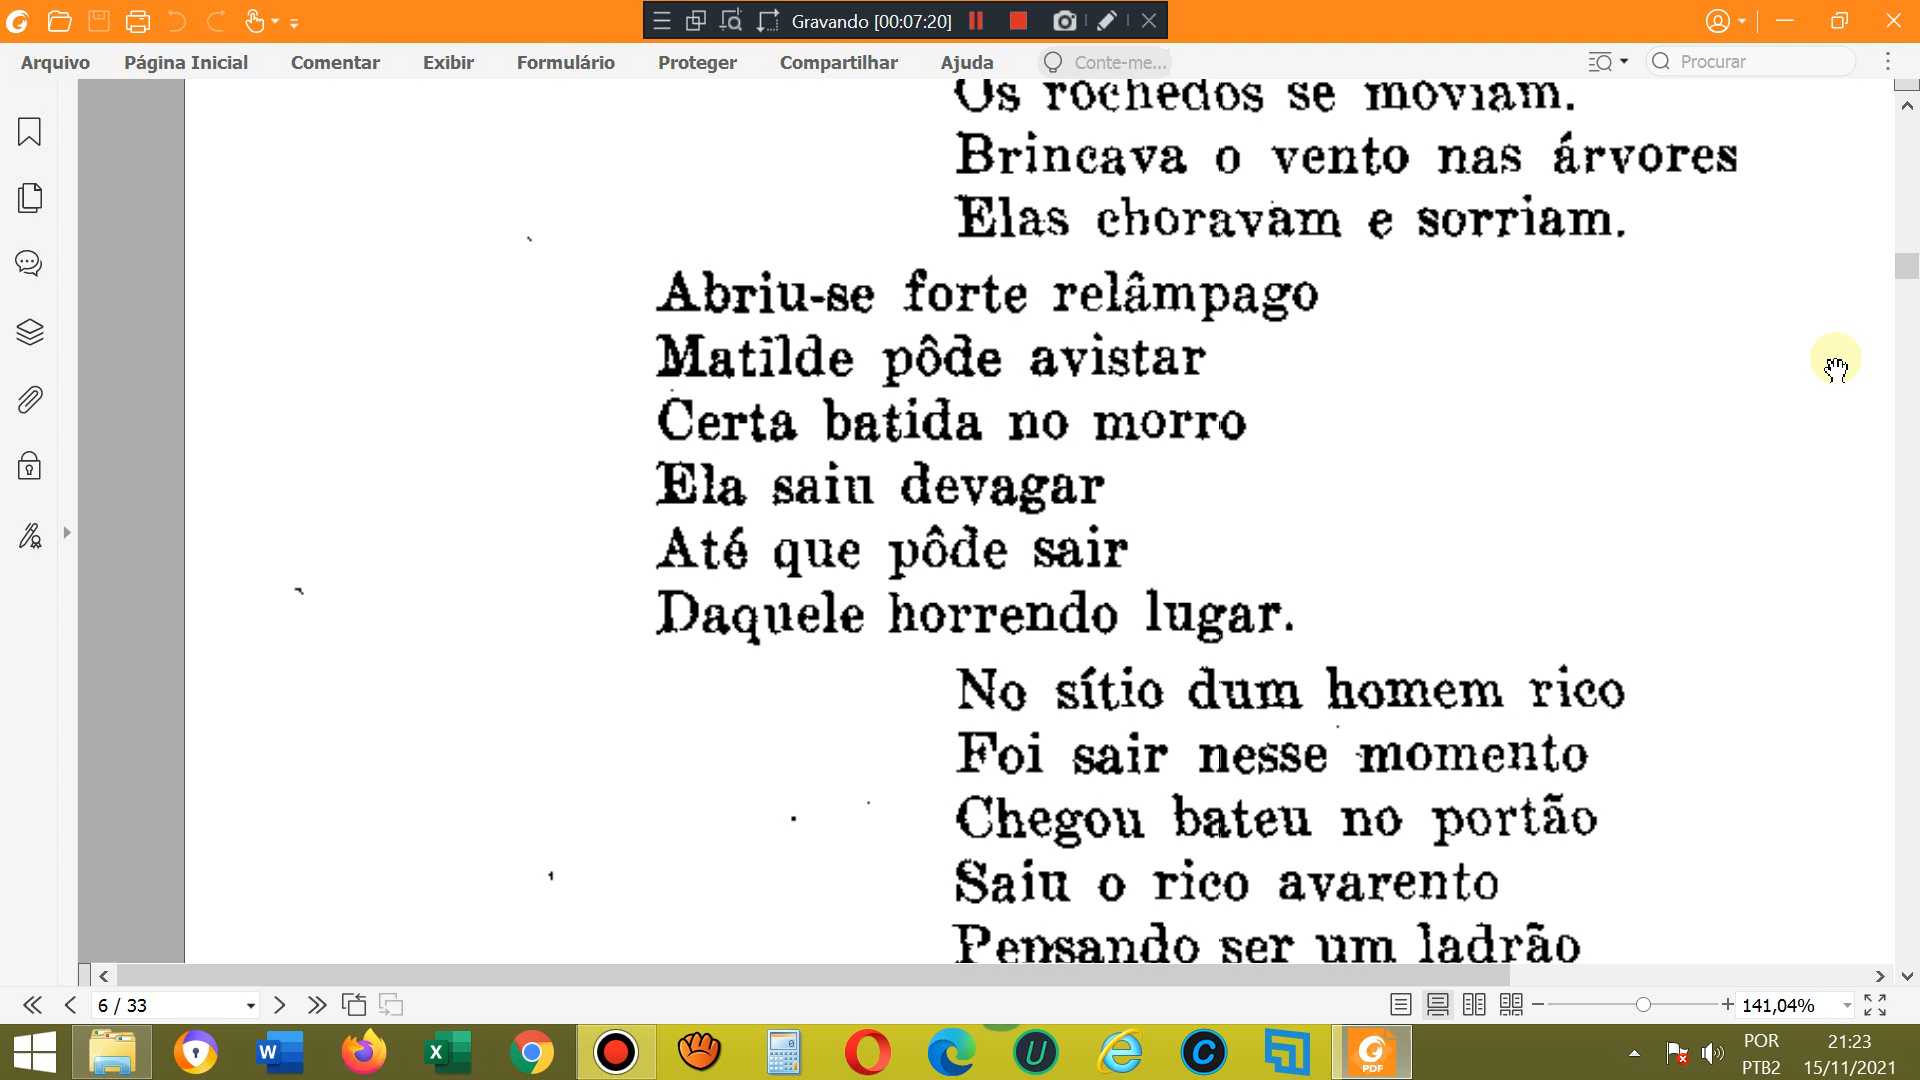 Gravando [00:07:20]
Arquivo Página Inicial Comentar Exibir Formulário Proteger Compartilhar Ajuda Conte-me... Procurar
Os rochedos se moviam.
Brincava o vento nas árvores
Elas choravam e sorriam.
Abriu-se forte relâmpago
Matilde pôde avistar
Certa batida no morro
Ela saiu devagar
Até que pôde sair
Daquele horrendo lugar.
No sítio dum homem rico
Foi sair nesse momento
Chegou bateu no portão
Saiu o rico avarento
Pensando ser um ladrão
6 / 33
141,04%
POR
PTB2
21:23
15/11/2021
PDF